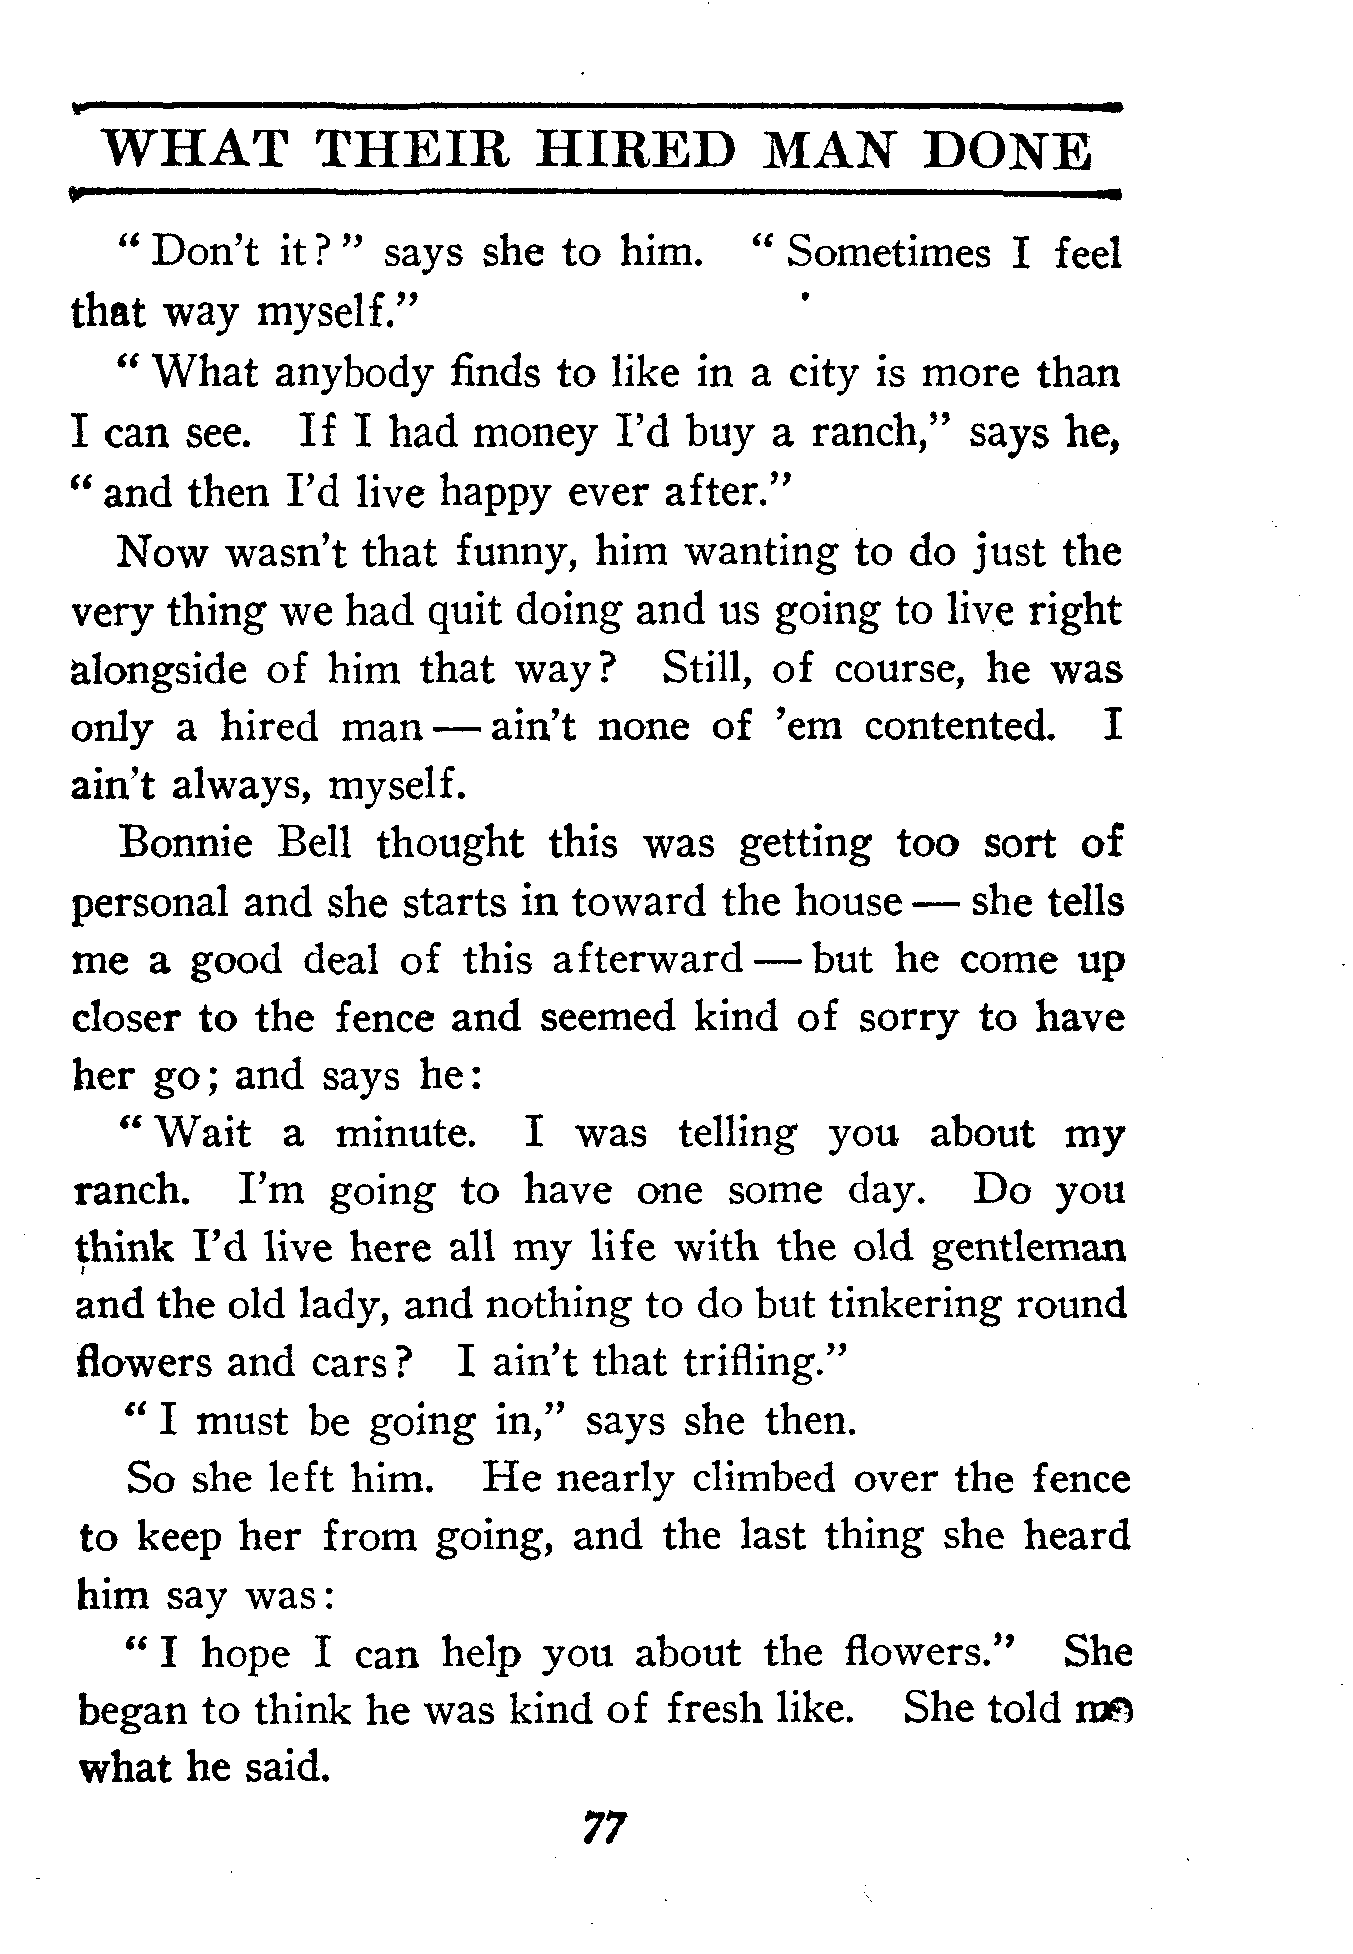 WHAT THEIR HIRED MAN DONE
" Don't it? " says she to him. " Sometimes I feel
that way myself."
" What anybody finds to like in a city is more than
I can see. If I had money I'd buy a ranch," says he,
" and then I'd live happy ever after."
Now wasn't that funny, him wanting to do just the
very thing we had quit doing and us going to live right
alongside of him that way? Still, of course, he was
only a hired man — ain't none of 'em contented. I
ain't always, myself.
Bonnie Bell thought this was getting too sort of
personal and she starts in toward the house — she tells
me a good deal of this afterward — but he come up
closer to the fence and seemed kind of sorry to have
her go; and says he:
" Wait a minute. I was telling you about my
ranch. I'm going to have one some day. Do you
think I'd live here all my life with the old gentleman
and the old lady, and nothing to do but tinkering round
flowers and cars? I ain't that trifling."
" I must be going in," says she then.
So she left him. He nearly climbed over the fence
to keep her from going, and the last thing she heard
him say was:
" I hope I can help you about the flowers." She
began to think he was kind of fresh like. She told me
what he said.
77